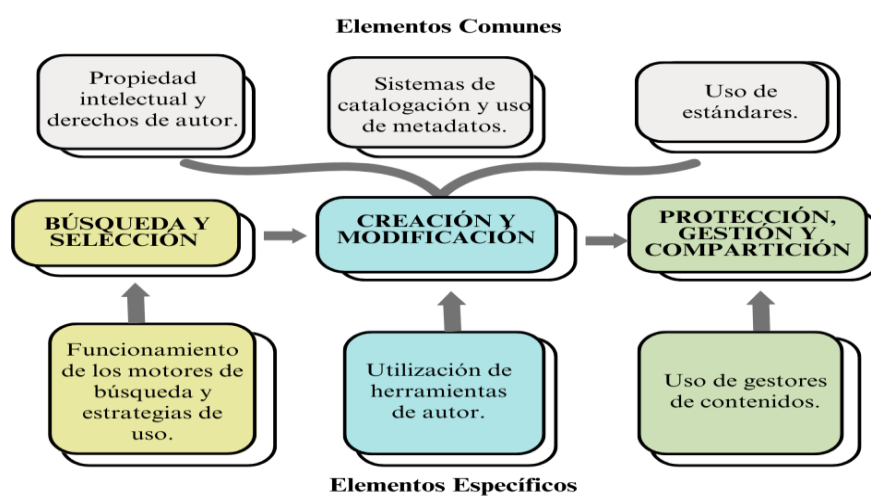 Elementos Comunes
Propiedad
intelectual y
derechos de autor.
Sistemas de
catalogación y uso
de metadatos.
Uso de
estándares.
BÚSQUEDA Y
SELECCIÓN
CREACIÓN Y
MODIFICACIÓN
PROTECCIÓN,
GESTIÓN Y
COMPARTICIÓN
Funcionamiento
de los motores de
búsqueda y
estrategias de
uso.
Utilización de
herramientas
de autor.
Uso de gestores
de contenidos.
Elementos Específicos